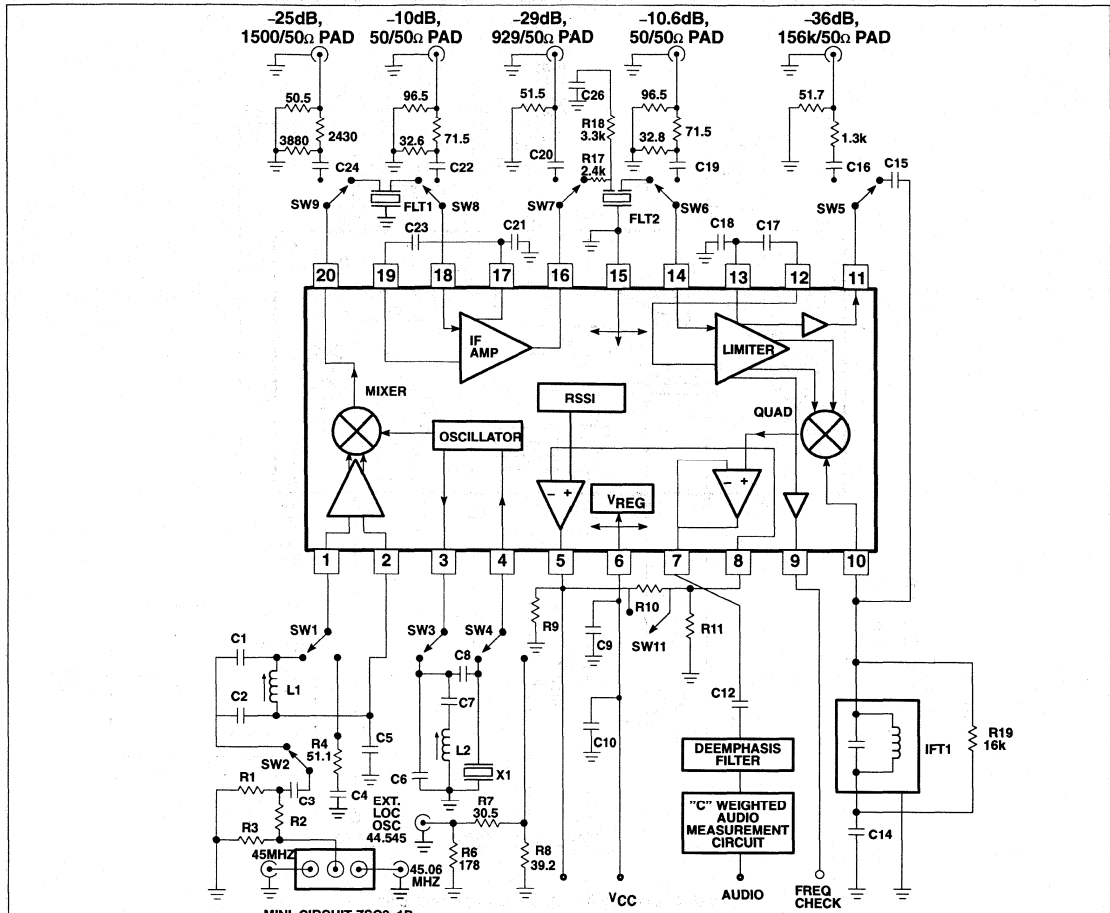 –25dB,
1500/50Ω PAD
–10dB,
50/50Ω PAD
–29dB,
929/50Ω PAD
–10.6dB,
50/50Ω PAD
–36dB,
156k/50Ω PAD
50.5
96.5
51.5
C26
96.5
51.7
R18
3.3k
3880
2430
32.6
71.5
32.8
71.5
1.3k
C24
C22
C20
R17
2.4k
C19
C16
C15
SW9
FLT1
SW8
SW7
FLT2
SW6
SW5
C23
C21
C18
C17
20
19
18
17
16
15
14
13
12
11
IF
AMP
LIMITER
MIXER
RSSI
OSCILLATOR
QUAD
– +
VREG
– +
1
2
3
4
5
6
7
8
9
10
SW1
SW3
SW4
R9
R10
SW11
R11
C1
C8
C9
L1
C2
C7
C12
R4
51.1
C5
L2
C10
SW2
C6
X1
DEEMPHASIS
FILTER
IFT1
R19
16k
R1
C3
C4
EXT.
LOC
OSC
44.545
R7
30.5
"C" WEIGHTED
AUDIO
MEASUREMENT
CIRCUIT
R2
R3
C14
45MHZ
45.06
MHZ
R6
178
R8
39.2
VCC
AUDIO
FREQ
CHECK